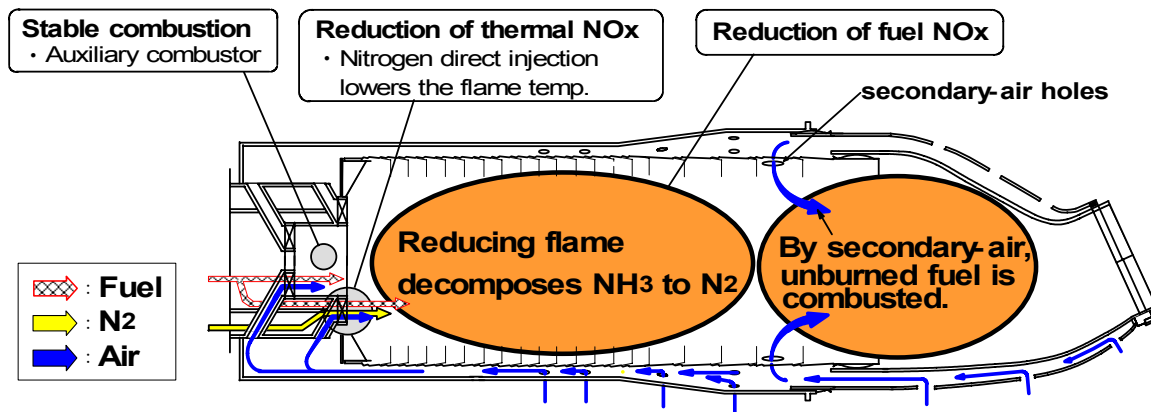 Stable combustion
・Auxiliary combustor
Reduction of thermal NOx
・Nitrogen direct injection
lowers the flame temp.
Reduction of fuel NOx
secondary-air holes
Reducing flame
decomposes NH3 to N2
By secondary-air,
unburned fuel is
combusted.
: Fuel
: N2
: Air